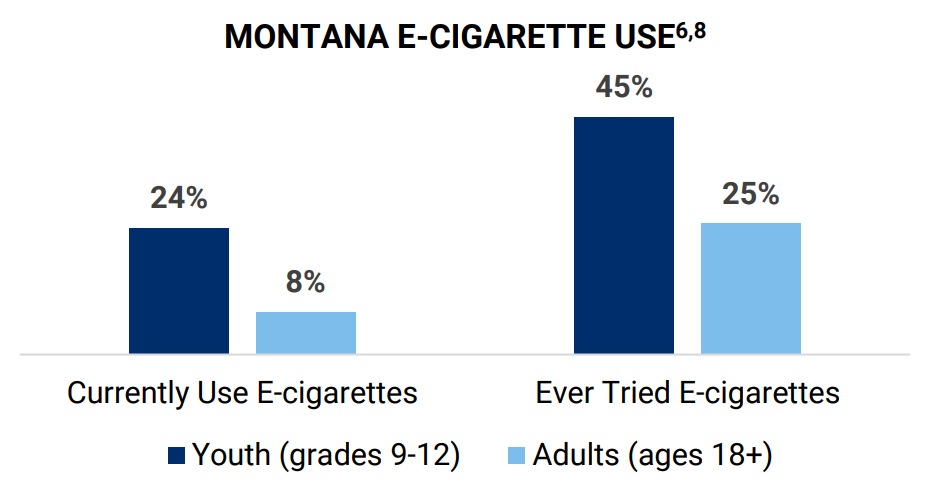 MONTANA E-CIGARETTE USE6,8
45%
24%
25%
8%
Currently Use E-cigarettes
Ever Tried E-cigarettes
Youth (grades 9-12)
Adults (ages 18+)